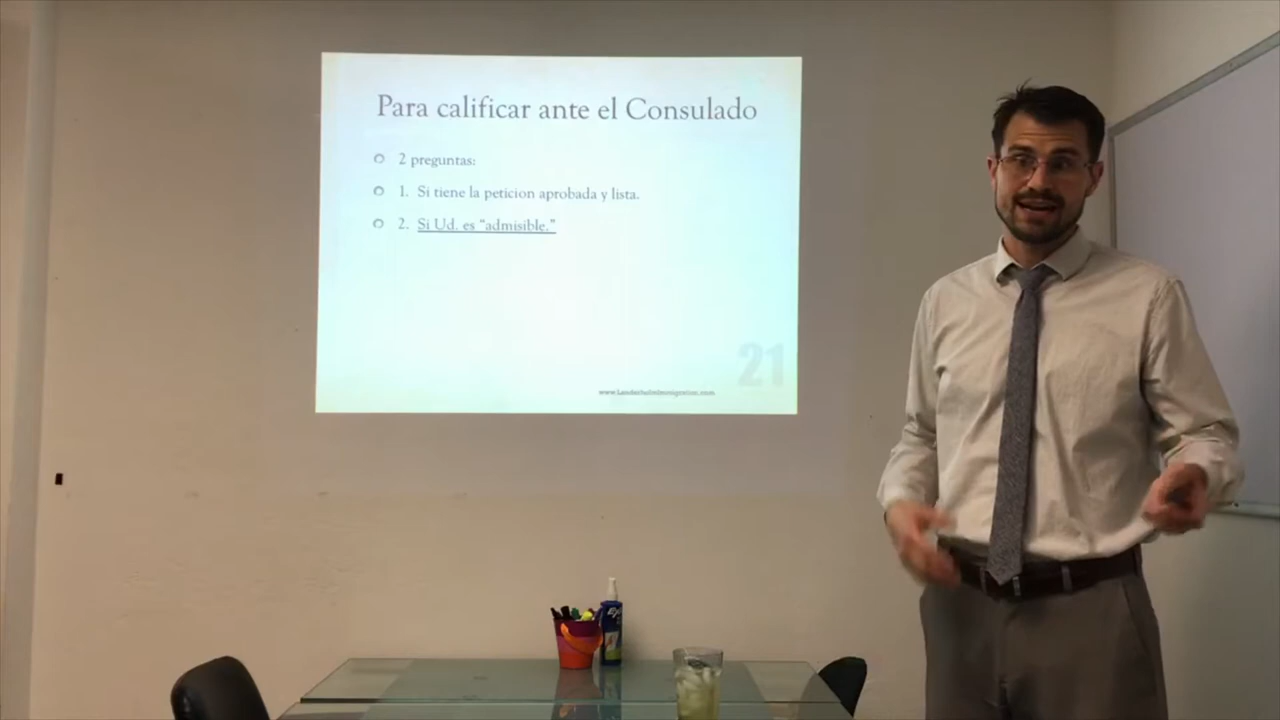 Para calificar ante el Consulado
2 preguntas:
1. Si tiene la peticion aprobada y lista.
2. Si Ud. es "admisible."
21